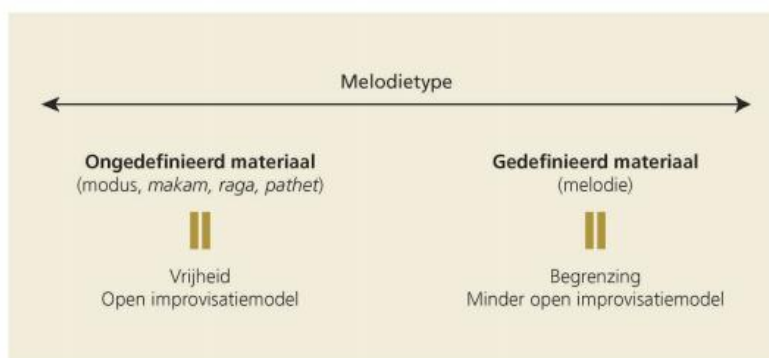 Melodietype
Ongedefinieerd materiaal
(modus, makam, raga, pathet)
Vrijheid
Open improvisatiemodel
Gedefinieerd materiaal
(melodie)
Begrenzing
Minder open improvisatiemodel